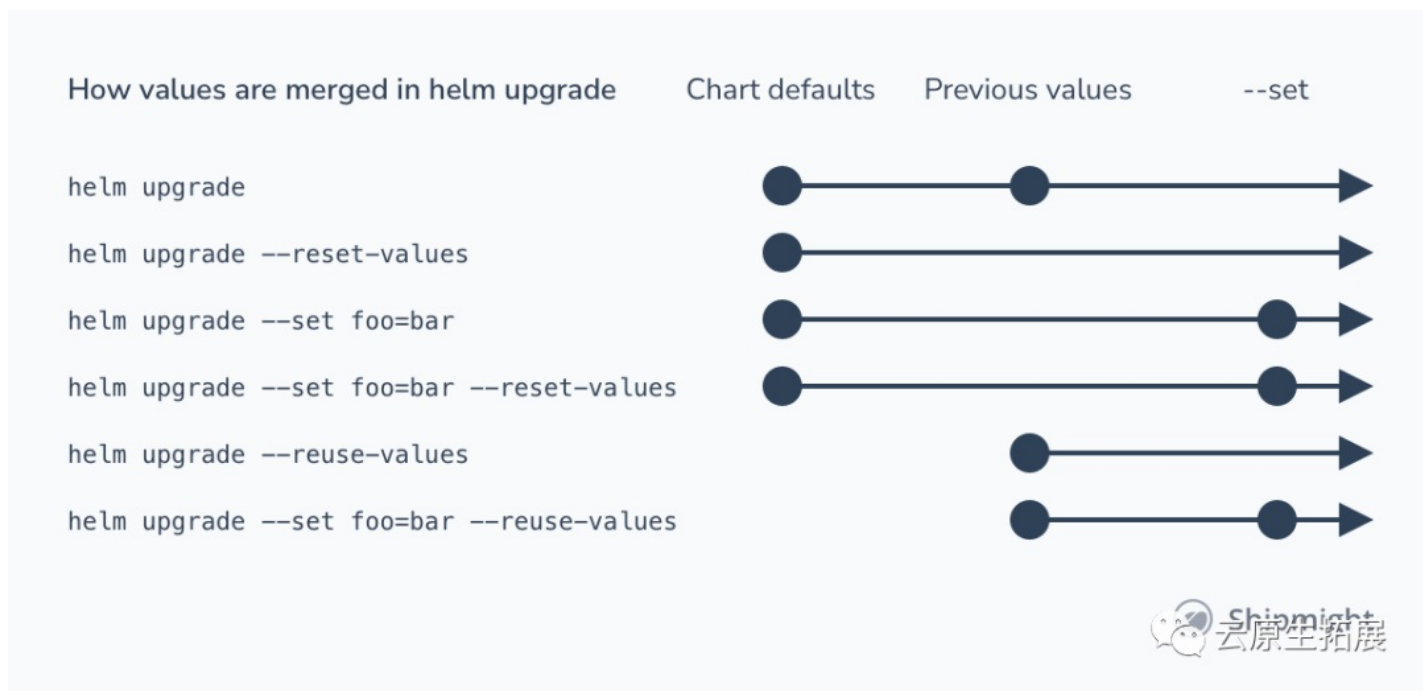 How values are merged in helm upgrade Chart defaults Previous values --set
helm upgrade
helm upgrade --reset-values
helm upgrade --set foo=bar
helm upgrade --set foo=bar --reset-values
helm upgrade --reuse-values
helm upgrade --set foo=bar --reuse-values
Shipmight
云原生拓展